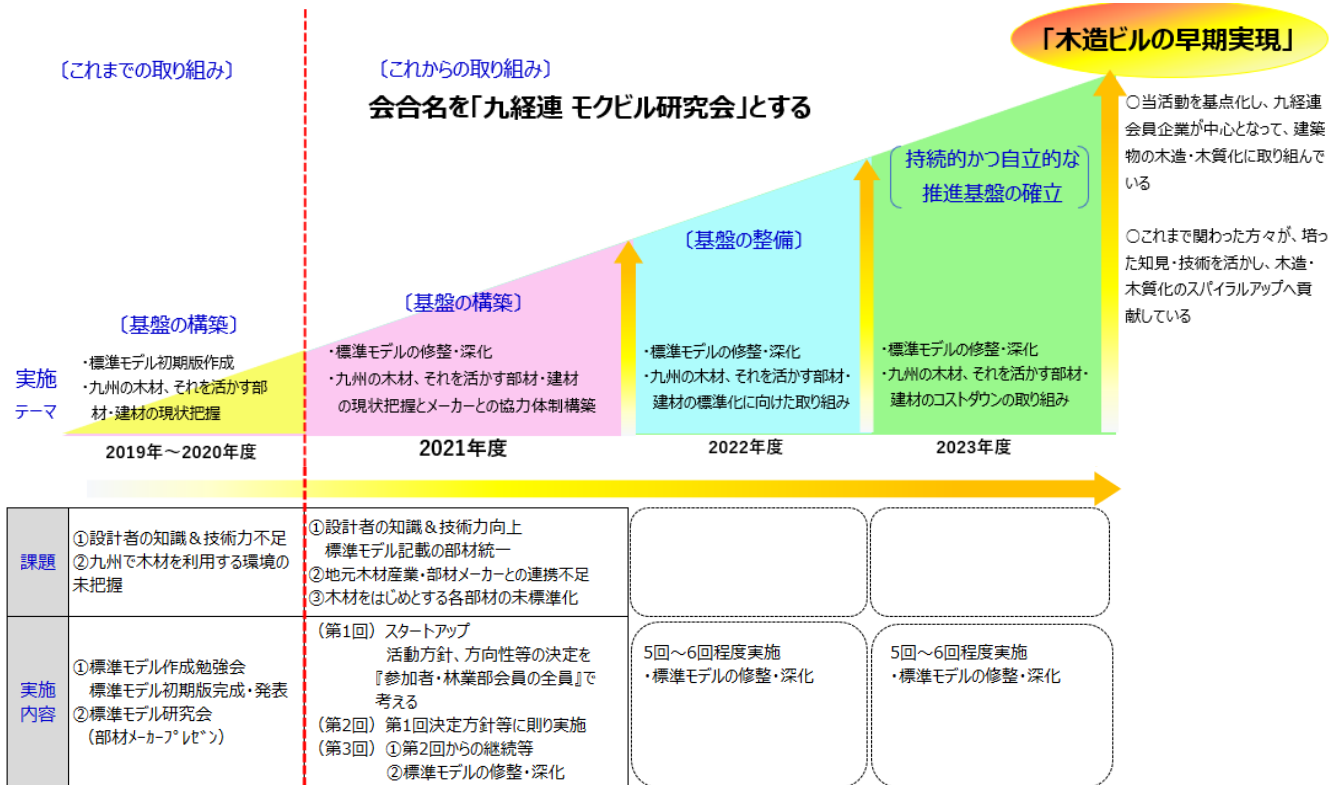 「木造ビルの早期実現」
〔これまでの取り組み〕
〔これからの取り組み〕
会合名を「九経連 モクビル研究会」とする
○当活動を基点化し、九経連
会員企業が中心となって、建築
物の木造・木質化に取り組んで
いる
○これまで関わった方々が、培っ
た知見・技術を活かし、木造・
木質化のスパイラルアップへ貢
献している
持続的かつ自立的な
推進基盤の確立
〔基盤の整備〕
〔基盤の構築〕
〔基盤の構築〕
実施
テーマ
・標準モデル初期版作成
・九州の木材、それを活かす部
材・建材の現状把握
・標準モデルの修整・深化
・九州の木材、それを活かす部材・建材
の現状把握とメーカーとの協力体制構築
・標準モデルの修整・深化
・九州の木材、それを活かす部材・
建材の標準化に向けた取り組み
・標準モデルの修整・深化
・九州の木材、それを活かす部材・
建材のコストダウンの取り組み
2019年～2020年度
2021年度
2022年度
2023年度
課題
①設計者の知識＆技術力不足
②九州で木材を利用する環境の
未把握
①設計者の知識＆技術力向上
標準モデル記載の部材統一
②地元木材産業・部材メーカーとの連携不足
③木材をはじめとする各部材の未標準化
実施
内容
①標準モデル作成勉強会
標準モデル初期版完成・発表
②標準モデル研究会
（部材ﾒｰｶｰﾌﾟﾚｾﾞﾝ）
（第1回）スタートアップ
活動方針、方向性等の決定を
『参加者・林業部会員の全員』で
考える
（第2回）第1回決定方針等に則り実施
（第3回）①第2回からの継続等
②標準モデルの修整・深化
5回～6回程度実施
・標準モデルの修整・深化
5回～6回程度実施
・標準モデルの修整・深化